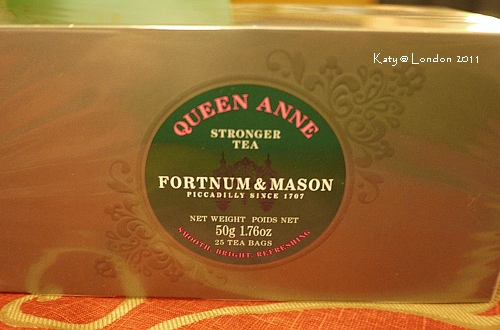 Katy@London 2011
QUEEN ANNE
STRONGER
TEA
FORTNUM & MASON
PICCADILLY SINCE 1707
NET WEIGHT POIDS NET
50g 1.76oz
25 TEA BAGS
SMOOTH, BRIGHT, REFRESHING